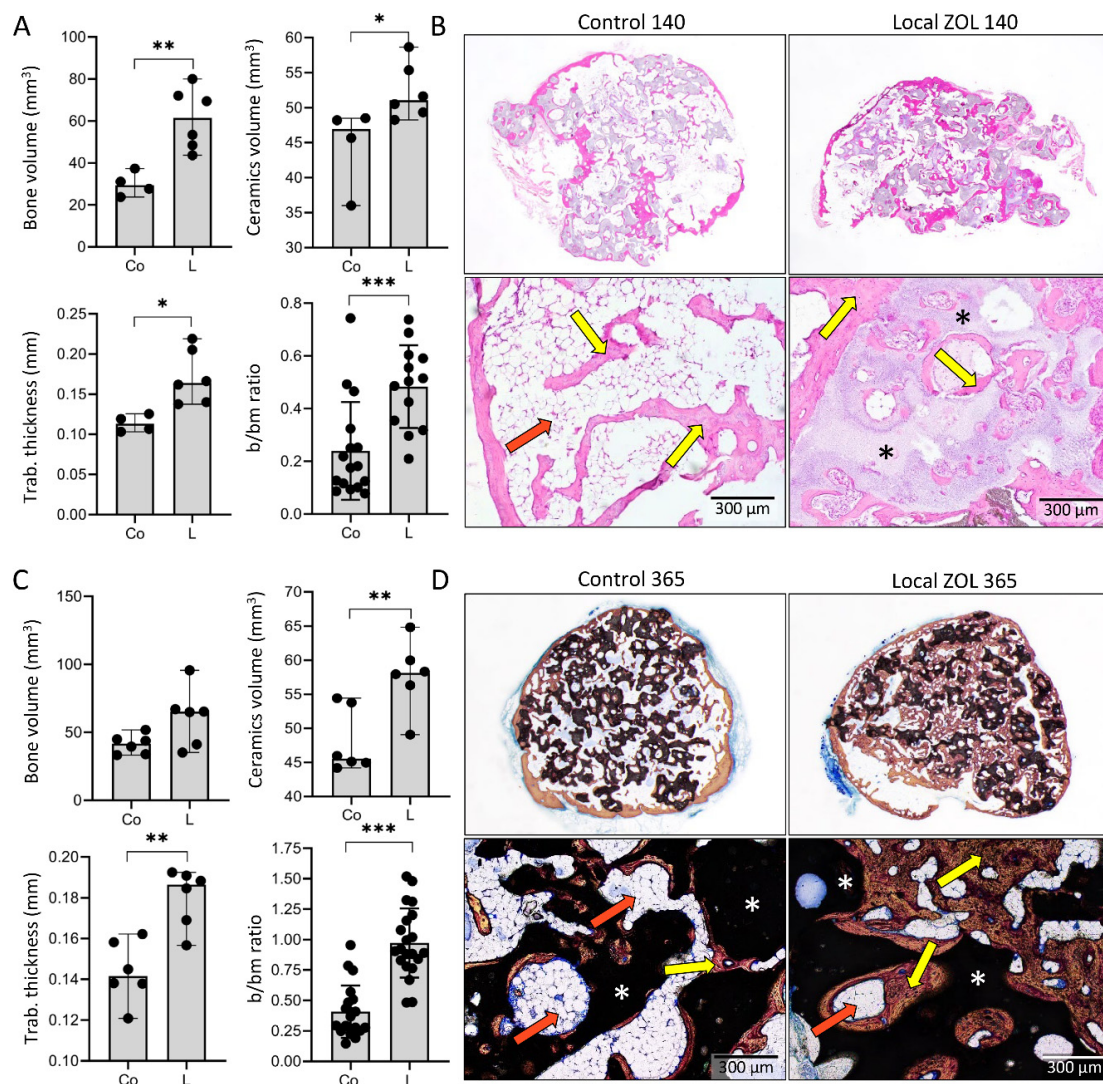 A
Bone volume (mm³)
100
80
60
40
20
0
**
Co
L
Ceramics volume (mm³)
60
55
50
45
40
35
30
*
Co
L
Trab. thickness (mm)
0.25
0.20
0.15
0.10
0.05
0.00
*
Co
L
b/bm ratio
0.8
0.6
0.4
0.2
0.0
***
Co
L
B
Control 140
Local ZOL 140
300 µm
*
*
300 µm
C
Bone volume (mm³)
150
100
50
0
Co
L
Ceramics volume (mm³)
70
65
60
55
50
45
40
**
Co
L
Trab. thickness (mm)
0.20
0.18
0.16
0.14
0.12
0.10
**
Co
L
b/bm ratio
1.75
1.50
1.25
1.00
0.75
0.50
0.25
0.00
***
Co
L
D
Control 365
Local ZOL 365
*
*
300 µm
*
*
300 µm